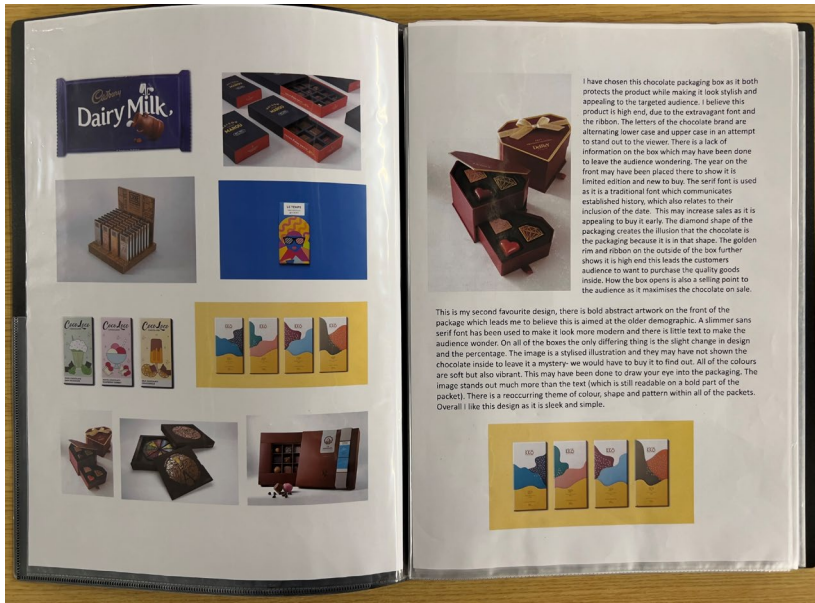 Cadbury
Dairy Milk
CocoLoco
CocoLoco
CocoLoco
I have chosen this chocolate packaging box as it both
protects the product while making it look stylish and
appealing to the targeted audience. I believe this
product is high end, due to the extravagant font and
the ribbon. The letters of the chocolate brand are
alternating lower case and upper case in an attempt
to stand out to the viewer. There is a lack of
information on the box which may have been done
to leave the audience wondering. The year on the
front may have been placed there to show it is
limited edition and new to buy. The serif font is used
as it is a traditional font which communicates
established history, which also relates to their
inclusion of the date.  This may increase sales as it is
appealing to buy it early. The diamond shape of the
packaging creates the illusion that the chocolate is
the packaging because it is in that shape. The golden
rim and ribbon on the outside of the box further
shows it is high end this leads the customers
audience to want to purchase the quality goods
inside. How the box opens is also a selling point to
the audience as it maximises the chocolate on sale.
This is my second favourite design, there is bold abstract artwork on the front of the
package which leads me to believe this is aimed at the older demographic. A slimmer sans
serif font has been used to make it look more modern and there is little text to make the
audience wonder. On all of the boxes the only differing thing is the slight change in design
and the percentage. The image is a stylised illustration and they may have not shown the
chocolate inside to leave it a mystery- we would have to buy it to find out. All of the colours
are soft but also vibrant. This may have been done to draw your eye into the packaging. The
image stands out much more than the text (which is still readable on a bold part of the
packet). There is a reoccurring theme of colour, shape and pattern within all of the packets.
Overall I like this design as it is sleek and simple.